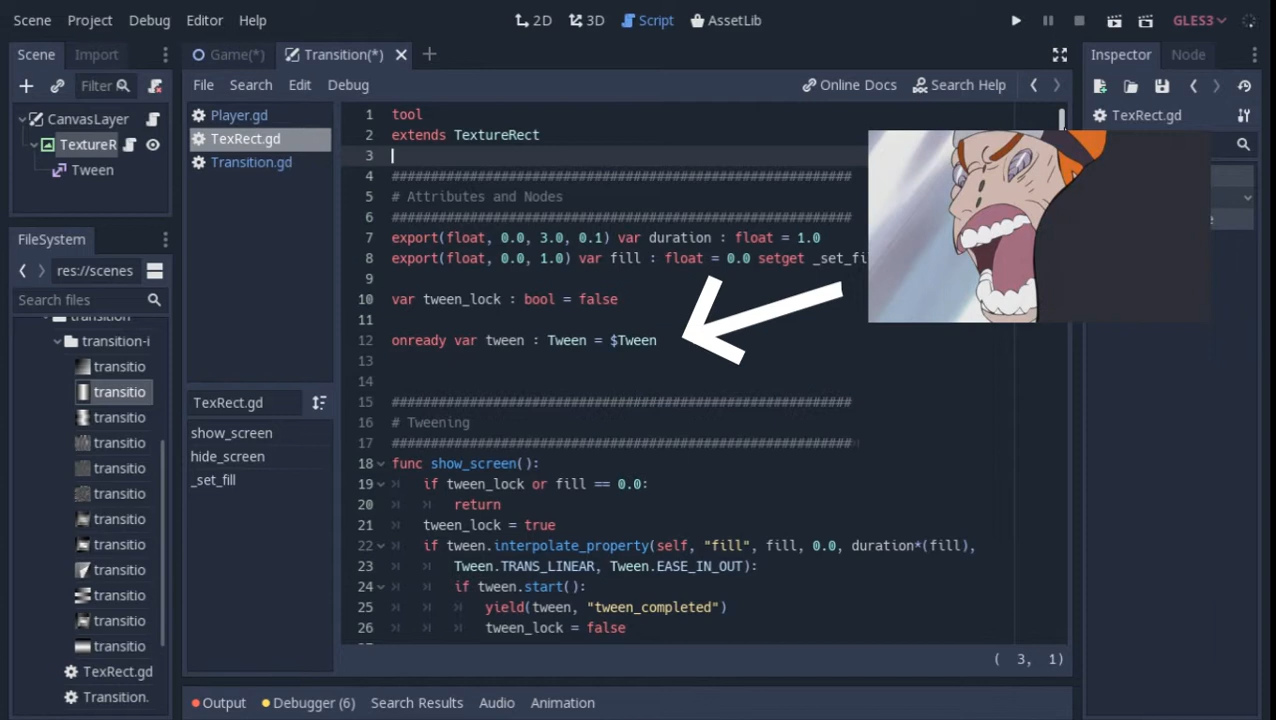 Scene Project Debug Editor Help 2D 3D Script AssetLib GLES3
Scene Import Game(*) Transition(*) Inspector Node
Filter File Search Edit Debug Online Docs Search Help
CanvasLayer
TextureR
Tween
Player.gd
TexRect.gd
Transition.gd
TexRect.gd
1 tool
2 extends TextureRect
3
4 ###########################################################
5 # Attributes and Nodes
6 ###########################################################
7 export(float, 0.0, 3.0, 0.1) var duration : float = 1.0
8 export(float, 0.0, 1.0) var fill : float = 0.0 setget _set_fi
9
10 var tween_lock : bool = false
11
12 onready var tween : Tween = $Tween
13
14
15 ###########################################################
16 # Tweening
17 ###########################################################
18 func show_screen():
19 if tween_lock or fill == 0.0:
20 return
21 tween_lock = true
22 if tween.interpolate_property(self, "fill", fill, 0.0, duration*(fill),
23 Tween.TRANS_LINEAR, Tween.EASE_IN_OUT):
24 if tween.start():
25 yield(tween, "tween_completed")
26 tween_lock = false
FileSystem
res://scenes
Search files
transition
transition-i
transitio
transitio
transitio
transitio
transitio
transitio
transitio
transitio
transitio
transitio
transitio
transitio
TexRect.gd
Transition.
TexRect.gd
show_screen
hide_screen
_set_fill
( 3, 1)
Output Debugger (6) Search Results Audio Animation